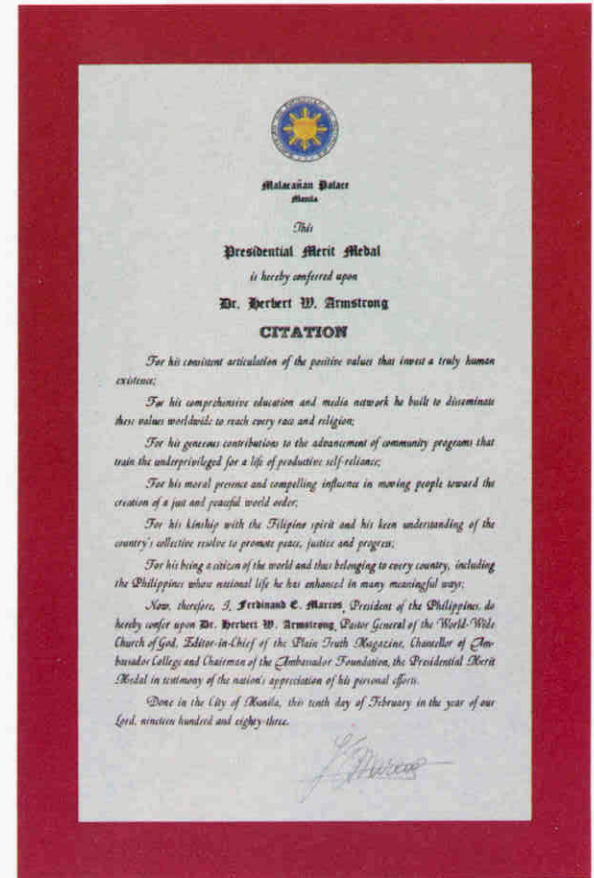 Malacañan Palace
Manila
This
Presidential Merit Medal
is hereby conferred upon
Dr. Herbert W. Armstrong
CITATION
For his consistent articulation of the positive values that invest a truly human
existence;
For his comprehensive education and media network he built to disseminate
these values worldwide to reach every race and religion;
For his generous contributions to the advancement of community programs that
train the underprivileged for a life of productive self-reliance;
For his moral presence and compelling influence in moving people toward the
creation of a just and peaceful world order;
For his kinship with the Filipino spirit and his keen understanding of the
country's collective resolve to promote peace, justice and progress;
For his being a citizen of the world and thus belonging to every country, including
the Philippines whose national life he has enhanced in many meaningful ways;
Now, therefore, I, Ferdinand E. Marcos, President of the Philippines, do
hereby confer upon Dr. Herbert W. Armstrong, Pastor General of the World-Wide
Church of God, Editor-in-Chief of the Plain Truth Magazine, Chancellor of Am-
bassador College and Chairman of the Ambassador Foundation, the Presidential Merit
Medal in testimony of the nation's appreciation of his personal efforts.
Done in the City of Manila, this tenth day of February in the year of our
Lord, nineteen hundred and eighty-three.